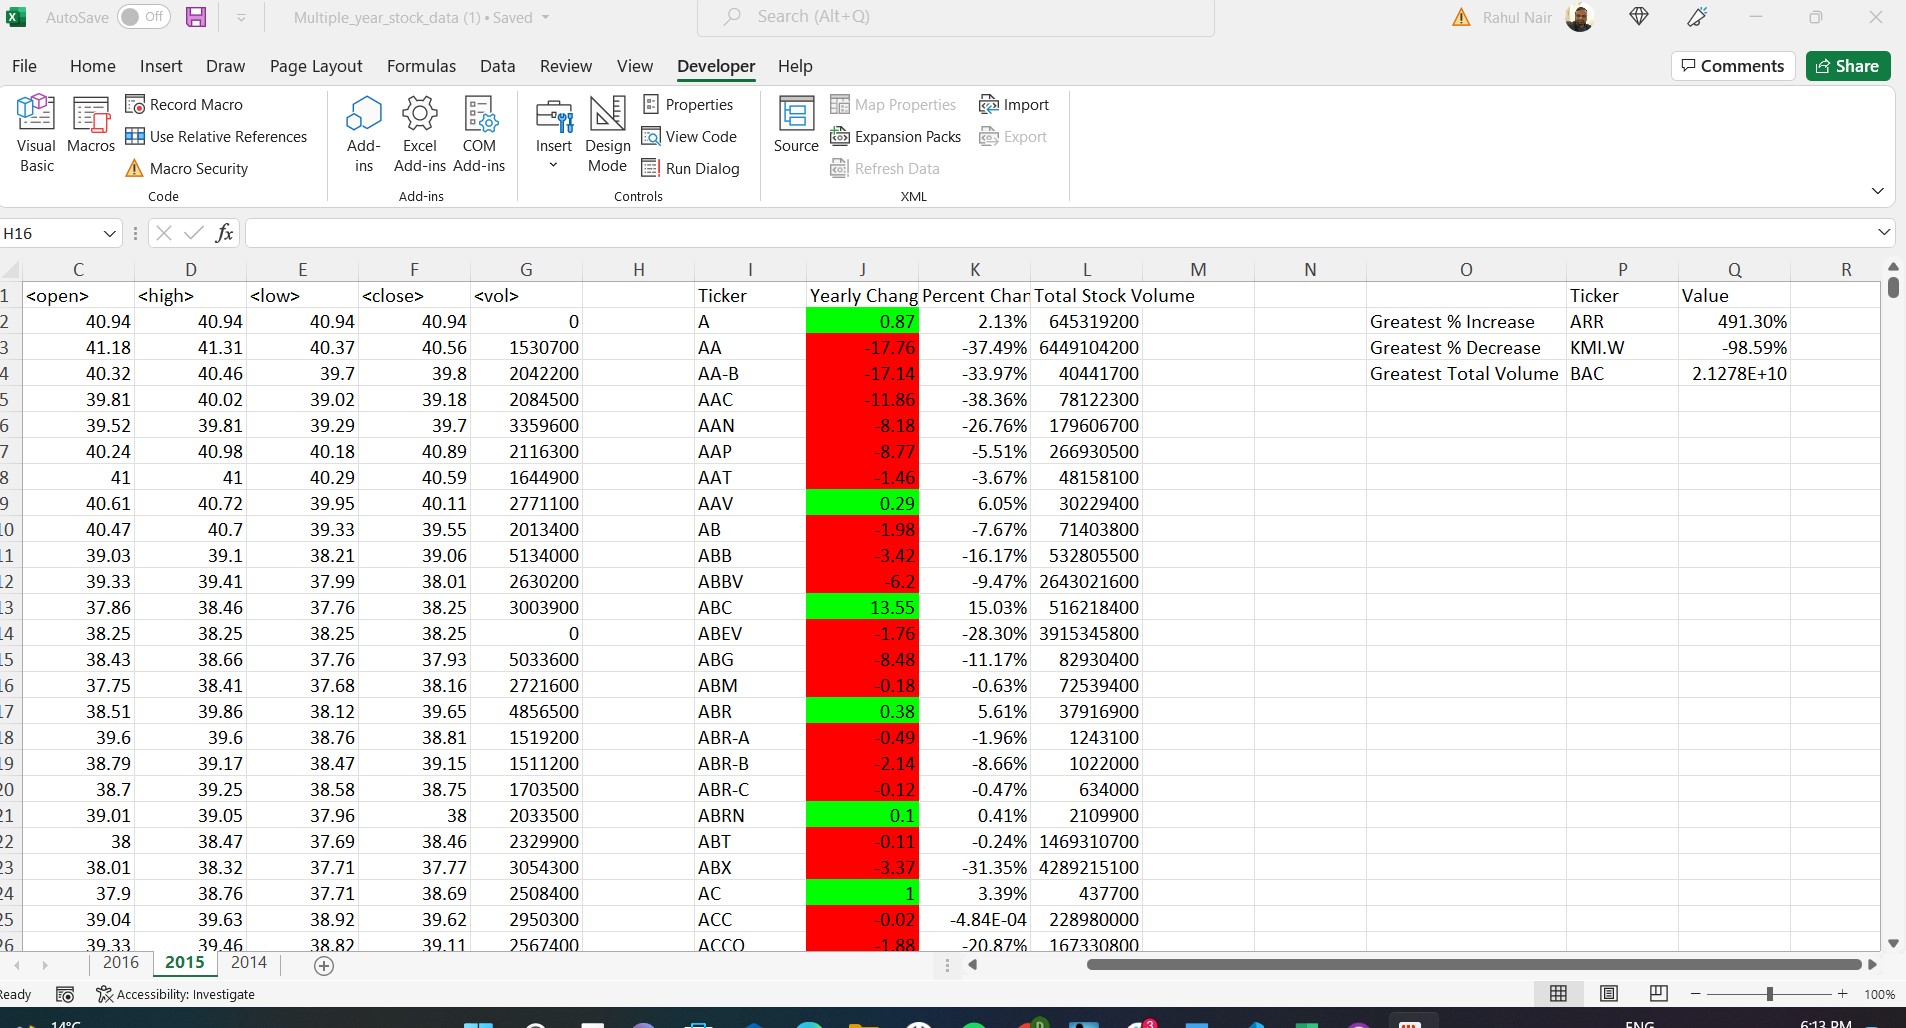 AutoSave Off Multiple_year_stock_data (1) • Saved Search (Alt+Q) Rahul Nair
File Home Insert Draw Page Layout Formulas Data Review View Developer Help Comments Share
Visual Basic
Macros
Record Macro
Use Relative References
Macro Security
Code
Add-ins
Excel Add-ins
COM Add-ins
Add-ins
Insert
Design Mode
Properties
View Code
Run Dialog
Controls
Source
Map Properties
Expansion Packs
Refresh Data
Import
Export
XML
H16 fx
C D E F G H I J K L M N O P Q R
1 <open> <high> <low> <close> <vol> Ticker Yearly Chang Percent Char Total Stock Volume Ticker Value
2 40.94 40.94 40.94 40.94 0 A 0.87 2.13% 645319200 Greatest % Increase ARR 491.30%
3 41.18 41.31 40.37 40.56 1530700 AA -17.76 -37.49% 6449104200 Greatest % Decrease KMI.W -98.59%
4 40.32 40.46 39.7 39.8 2042200 AA-B -17.14 -33.97% 40441700 Greatest Total Volume BAC 2.1278E+10
5 39.81 40.02 39.02 39.18 2084500 AAC -11.86 -38.36% 78122300
6 39.52 39.81 39.29 39.7 3359600 AAN -8.18 -26.76% 179606700
7 40.24 40.98 40.18 40.89 2116300 AAP -8.77 -5.51% 266930500
8 41 41 40.29 40.59 1644900 AAT -1.46 -3.67% 48158100
9 40.61 40.72 39.95 40.11 2771100 AAV 0.29 6.05% 30229400
10 40.47 40.7 39.33 39.55 2013400 AB -1.98 -7.67% 71403800
11 39.03 39.1 38.21 39.06 5134000 ABB -3.42 -16.17% 532805500
12 39.33 39.41 37.99 38.01 2630200 ABBV -6.2 -9.47% 2643021600
13 37.86 38.46 37.76 38.25 3003900 ABC 13.55 15.03% 516218400
14 38.25 38.25 38.25 38.25 0 ABEV -1.76 -28.30% 3915345800
15 38.43 38.66 37.76 37.93 5033600 ABG -8.48 -11.17% 82930400
16 37.75 38.41 37.68 38.16 2721600 ABM -0.18 -0.63% 72539400
17 38.51 39.86 38.12 39.65 4856500 ABR 0.38 5.61% 37916900
18 39.6 39.6 38.76 38.81 1519200 ABR-A -0.49 -1.96% 1243100
19 38.79 39.17 38.47 39.15 1511200 ABR-B -2.14 -8.66% 1022000
20 38.7 39.25 38.58 38.75 1703500 ABR-C -0.12 -0.47% 634000
21 39.01 39.05 37.96 38 2033500 ABRN 0.1 0.41% 2109900
22 38 38.47 37.69 38.46 2329900 ABT -0.11 -0.24% 1469310700
23 38.01 38.32 37.71 37.77 3054300 ABX -3.37 -31.35% 4289215100
24 37.9 38.76 37.71 38.69 2508400 AC 1 3.39% 437700
25 39.04 39.63 38.92 39.62 2950300 ACC -0.02 -4.84E-04 228980000
26 39.33 39.46 38.82 39.11 2567400 ACCO -1.88 -20.87% 167330800
2016 2015 2014
Ready Accessibility: Investigate 100%
14°C 3 ENG 6:13 PM